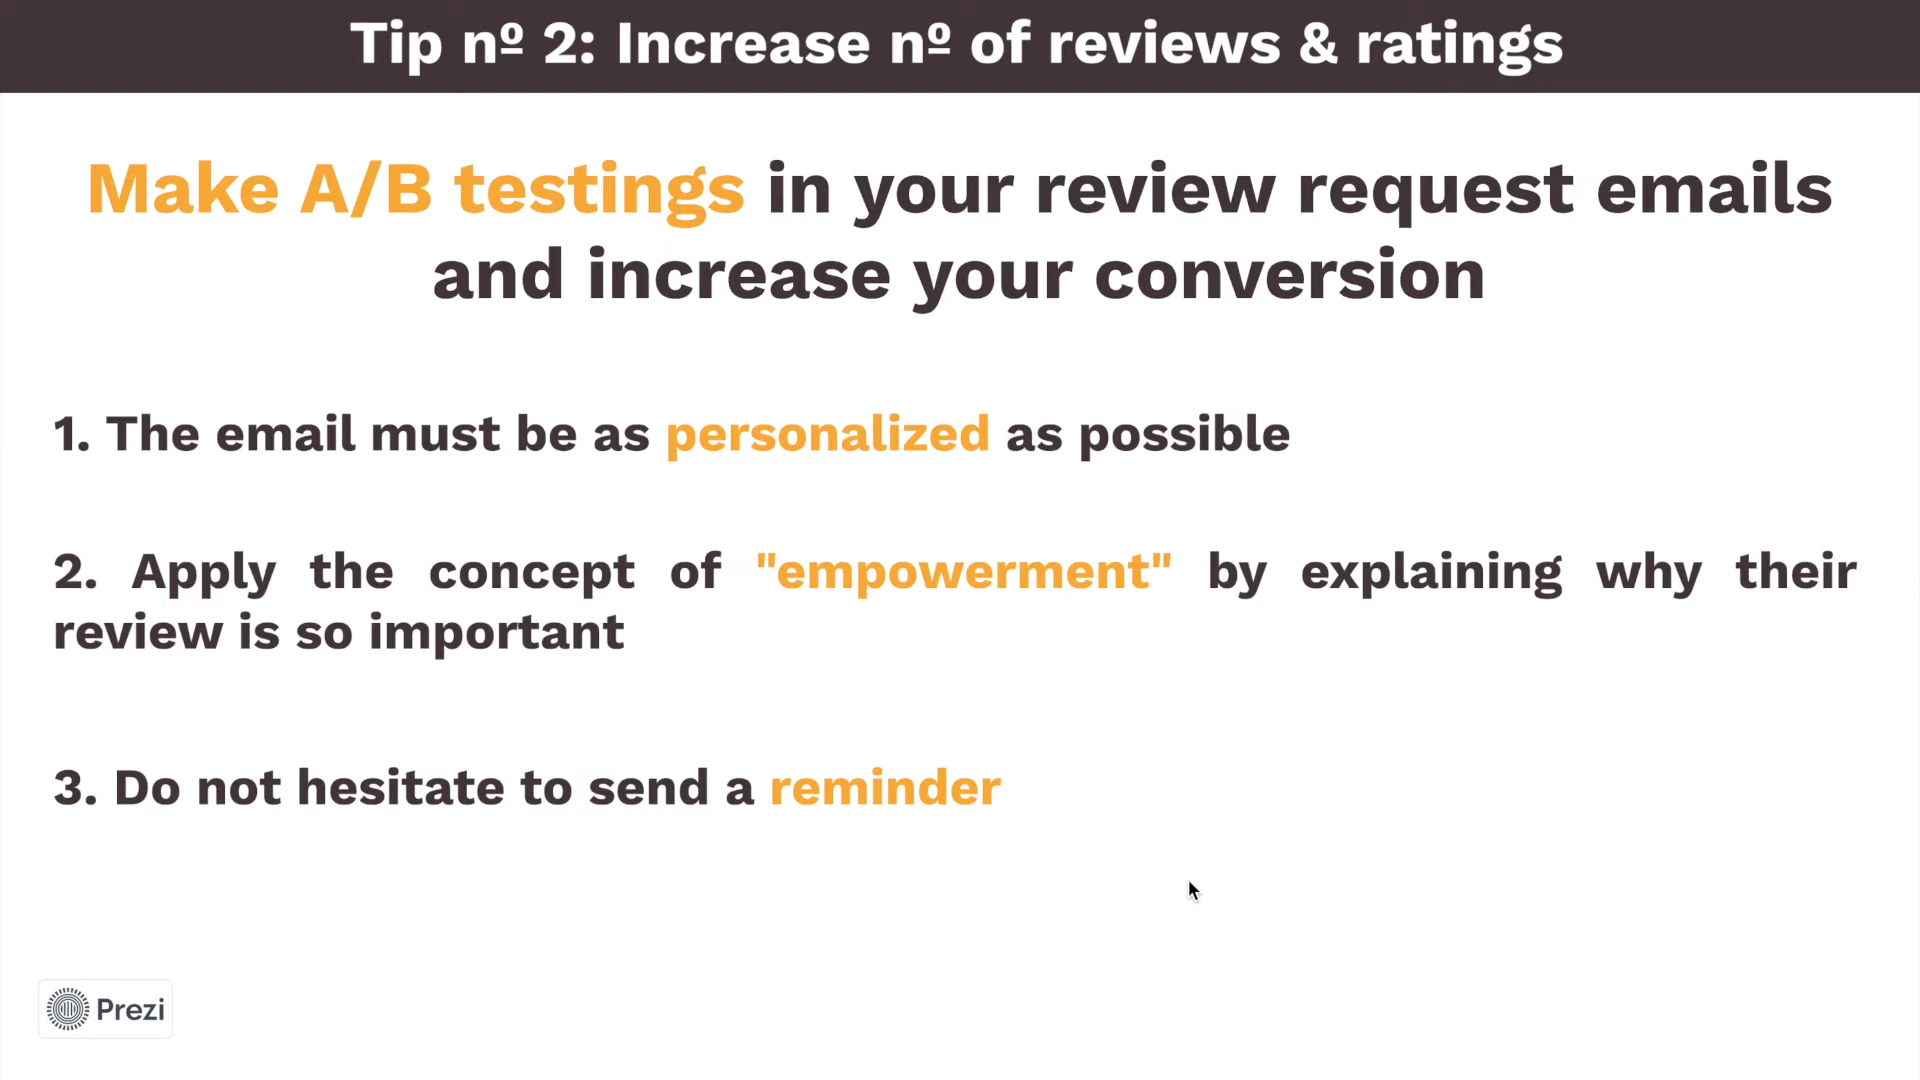 Tip nº 2: Increase nº of reviews & ratings
Make A/B testings in your review request emails
and increase your conversion
1. The email must be as personalized as possible
2. Apply the concept of "empowerment" by explaining why their
review is so important
3. Do not hesitate to send a reminder
Prezi